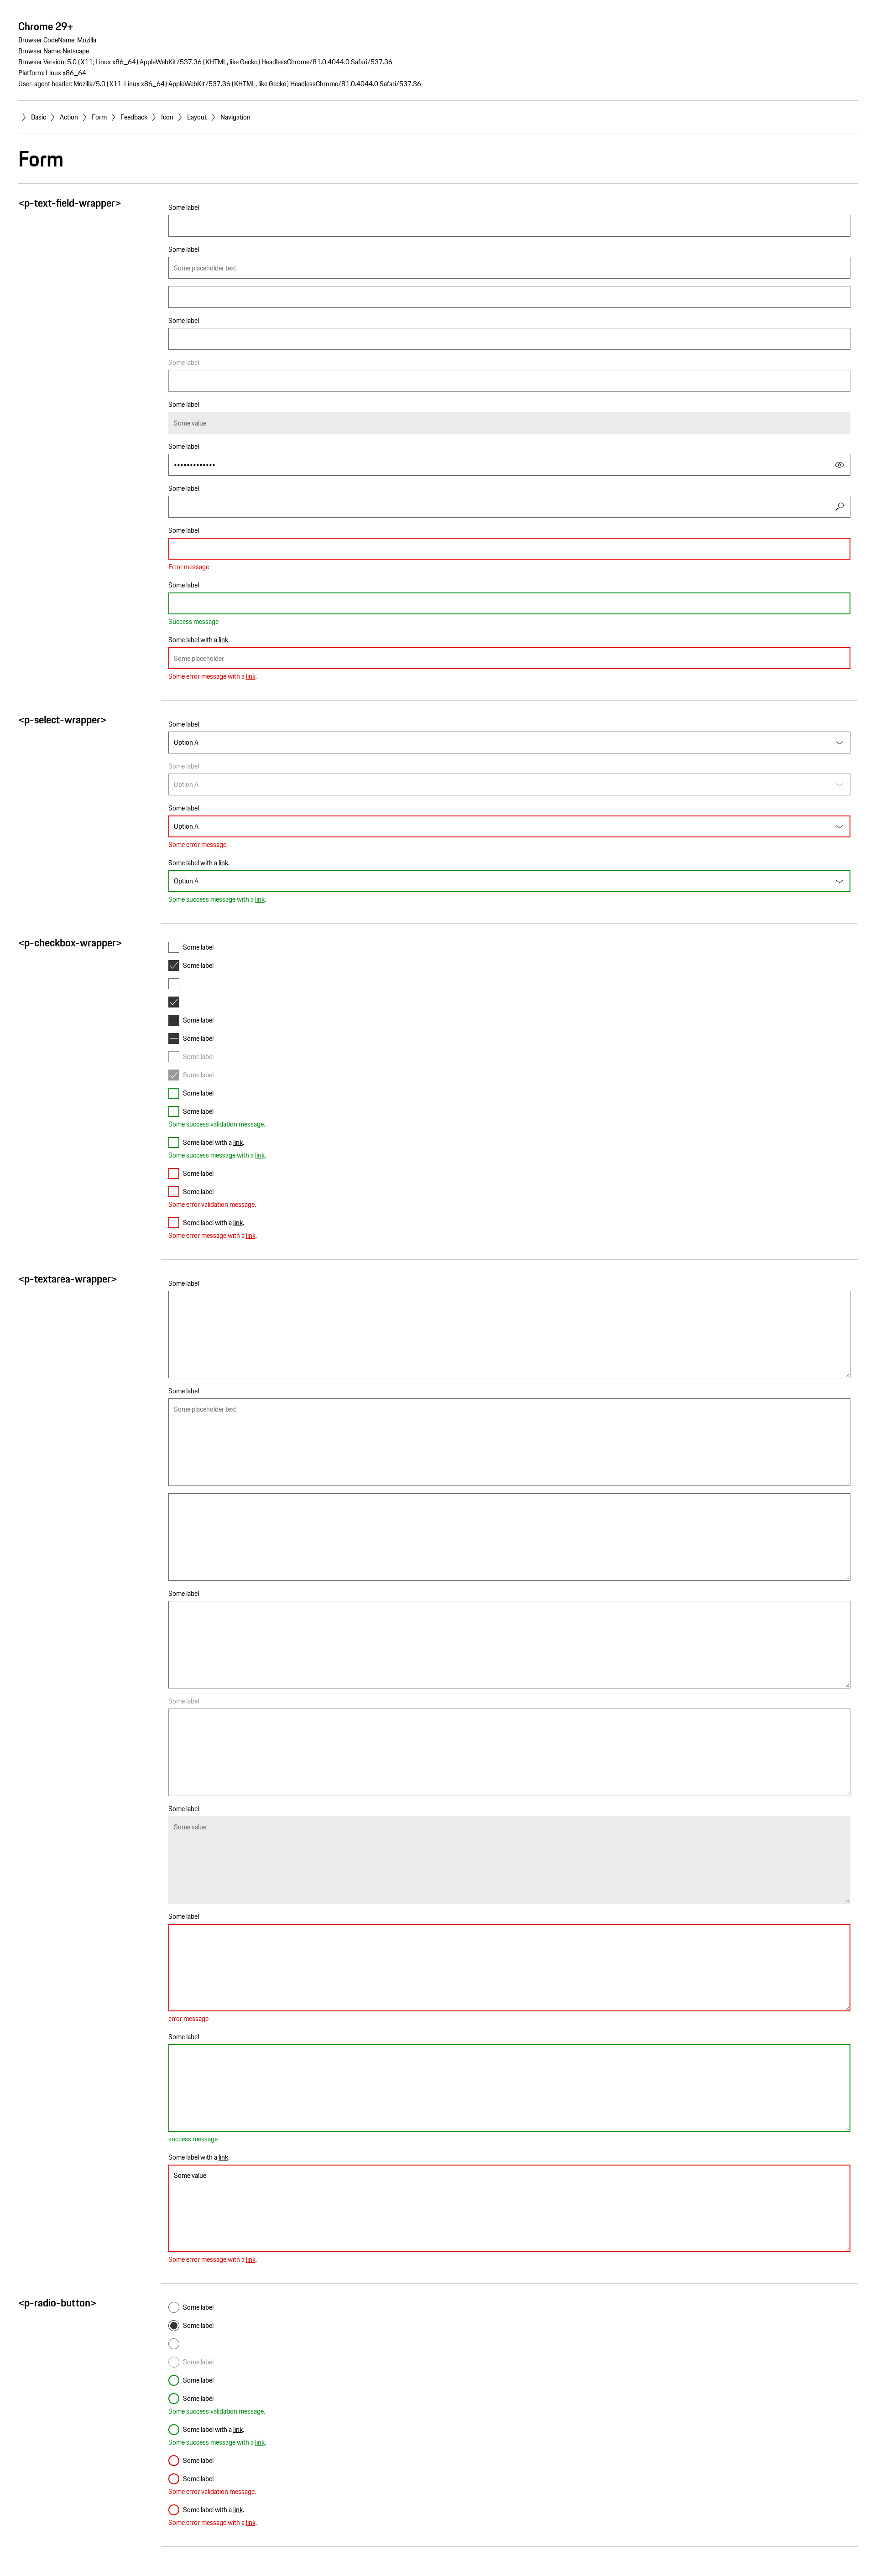 Chrome 29+
Browser CodeName: Mozilla
Browser Name: Netscape
Browser Version: 5.0 (X11; Linux x86_64) AppleWebKit/537.36 (KHTML, like Gecko) HeadlessChrome/81.0.4044.0 Safari/537.36
Platform: Linux x86_64
User-agent header: Mozilla/5.0 (X11; Linux x86_64) AppleWebKit/537.36 (KHTML, like Gecko) HeadlessChrome/81.0.4044.0 Safari/537.36
Basic Action Form Feedback Icon Layout Navigation
Form
<p-text-field-wrapper>
Some label
Some label
Some placeholder text
Some label
Some label
Some label
Some value
Some label
•••••••••••••
Some label
Some label
Error message
Some label
Success message
Some label with a link.
Some placeholder
Some error message with a link.
<p-select-wrapper>
Some label
Option A
Some label
Option A
Some label
Option A
Some error message.
Some label with a link.
Option A
Some success message with a link.
<p-checkbox-wrapper>
Some label
Some label
Some label
Some label
Some label
Some label
Some label
Some label
Some success validation message.
Some label with a link.
Some success message with a link.
Some label
Some label
Some error validation message.
Some label with a link.
Some error message with a link.
<p-textarea-wrapper>
Some label
Some label
Some placeholder text
Some label
Some label
Some label
Some value
Some label
error message
Some label
success message
Some label with a link.
Some value
Some error message with a link.
<p-radio-button>
Some label
Some label
Some label
Some label
Some label
Some success validation message.
Some label with a link.
Some success message with a link.
Some label
Some label
Some error validation message.
Some label with a link.
Some error message with a link.